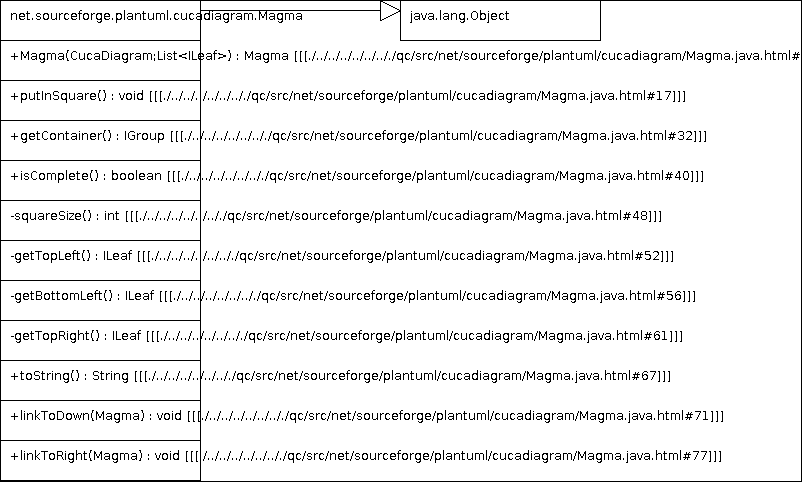 net.sourceforge.plantuml.cucadiagram.Magma
java.lang.Object
+Magma(CucaDiagram;List<ILeaf>) : Magma [[[./../../../../../../../qc/src/net/sourceforge/plantuml/cucadiagram/Magma.java.html#
+putInSquare() : void [[[./../../../../../../../qc/src/net/sourceforge/plantuml/cucadiagram/Magma.java.html#17]]]
+getContainer() : IGroup [[[./../../../../../../../qc/src/net/sourceforge/plantuml/cucadiagram/Magma.java.html#32]]]
+isComplete() : boolean [[[./../../../../../../../qc/src/net/sourceforge/plantuml/cucadiagram/Magma.java.html#40]]]
-squareSize() : int [[[./../../../../../../../qc/src/net/sourceforge/plantuml/cucadiagram/Magma.java.html#48]]]
-getTopLeft() : ILeaf [[[./../../../../../../../qc/src/net/sourceforge/plantuml/cucadiagram/Magma.java.html#52]]]
-getBottomLeft() : ILeaf [[[./../../../../../../../qc/src/net/sourceforge/plantuml/cucadiagram/Magma.java.html#56]]]
-getTopRight() : ILeaf [[[./../../../../../../../qc/src/net/sourceforge/plantuml/cucadiagram/Magma.java.html#61]]]
+toString() : String [[[./../../../../../../../qc/src/net/sourceforge/plantuml/cucadiagram/Magma.java.html#67]]]
+linkToDown(Magma) : void [[[./../../../../../../../qc/src/net/sourceforge/plantuml/cucadiagram/Magma.java.html#71]]]
+linkToRight(Magma) : void [[[./../../../../../../../qc/src/net/sourceforge/plantuml/cucadiagram/Magma.java.html#77]]]